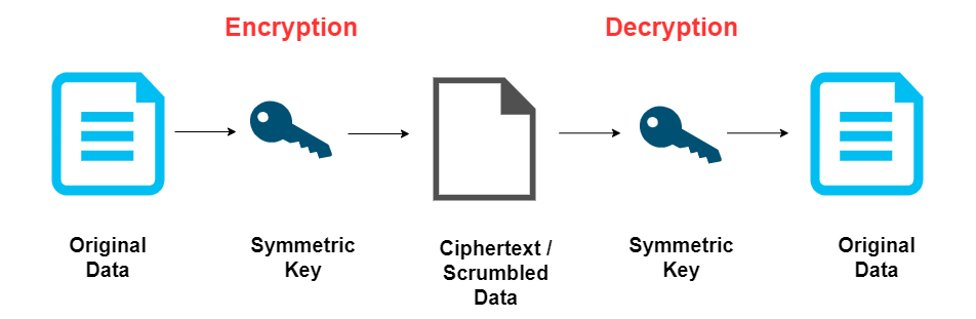 Encryption
Decryption
Original
Data
Symmetric
Key
Ciphertext /
Scrumbled
Data
Symmetric
Key
Original
Data